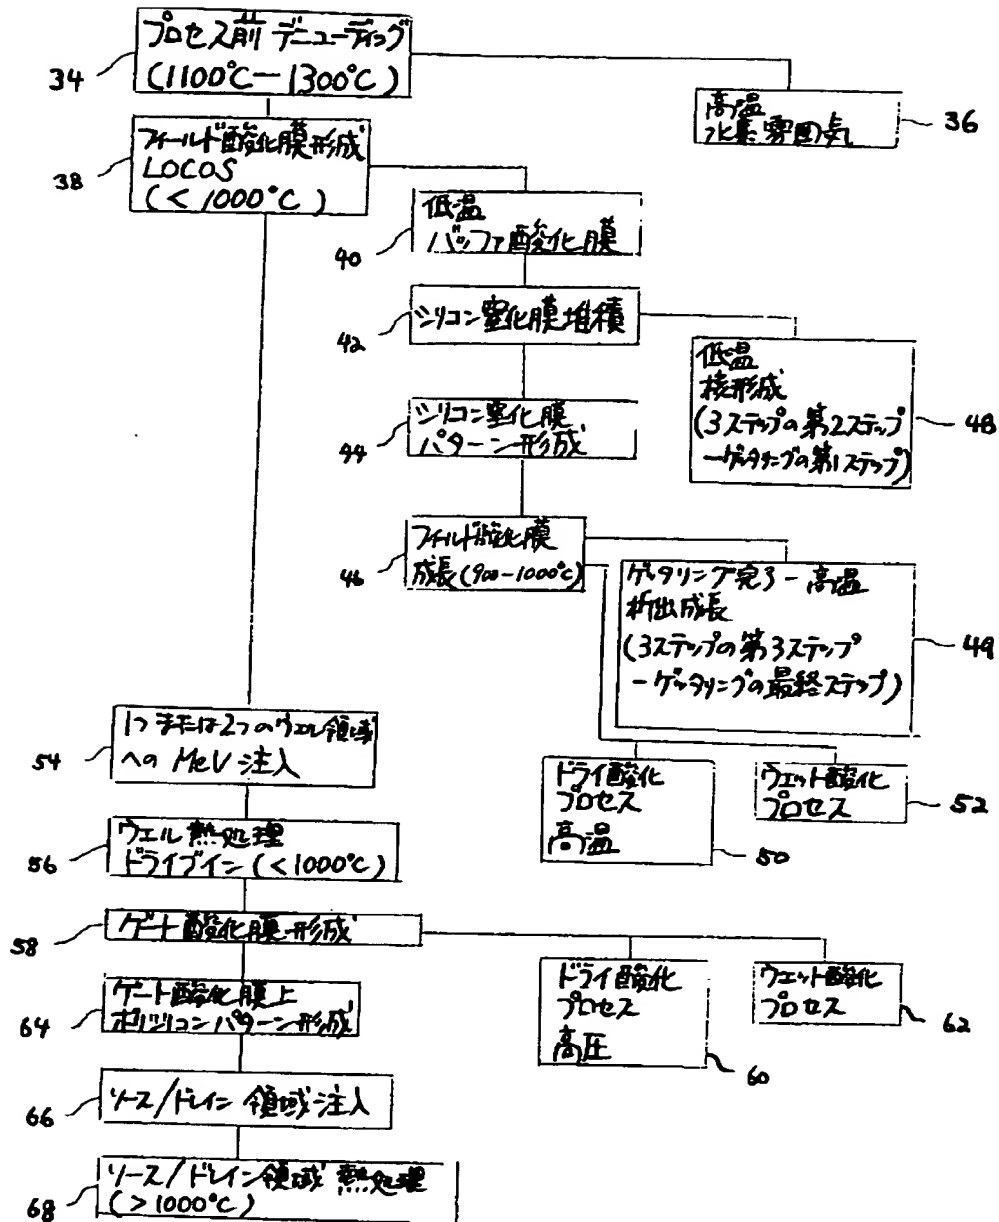 プロセス前デニューディング
(1100℃ー1300℃)
34
高温
水素雰囲気
36
フィールド酸化膜形成
LOCOS
(<1000℃)
38
低温
バッファ酸化膜
40
シリコン窒化膜堆積
42
低温
核形成
(3ステップの第2ステップ
ーゲッタリングの第1ステップ)
48
シリコン窒化膜
パターン形成
44
フィールド酸化膜
成長(900-1000℃)
46
ゲッタリング完了-高温
析出成長
(3ステップの第3ステップ
-ゲッタリングの最終ステップ)
49
1つまたは2つのウェル領域
への MeV 注入
54
ドライ酸化
プロセス
高温
50
ウェット酸化
プロセス
52
ウェル熱処理
ドライブイン(<1000℃)
56
ゲート酸化膜形成
58
ドライ酸化
プロセス
高圧
60
ウェット酸化
プロセス
62
ゲート酸化膜上
ポリシリコンパターン形成
64
ソース/ドレイン領域注入
66
ソース/ドレイン領域熱処理
(>1000℃)
68